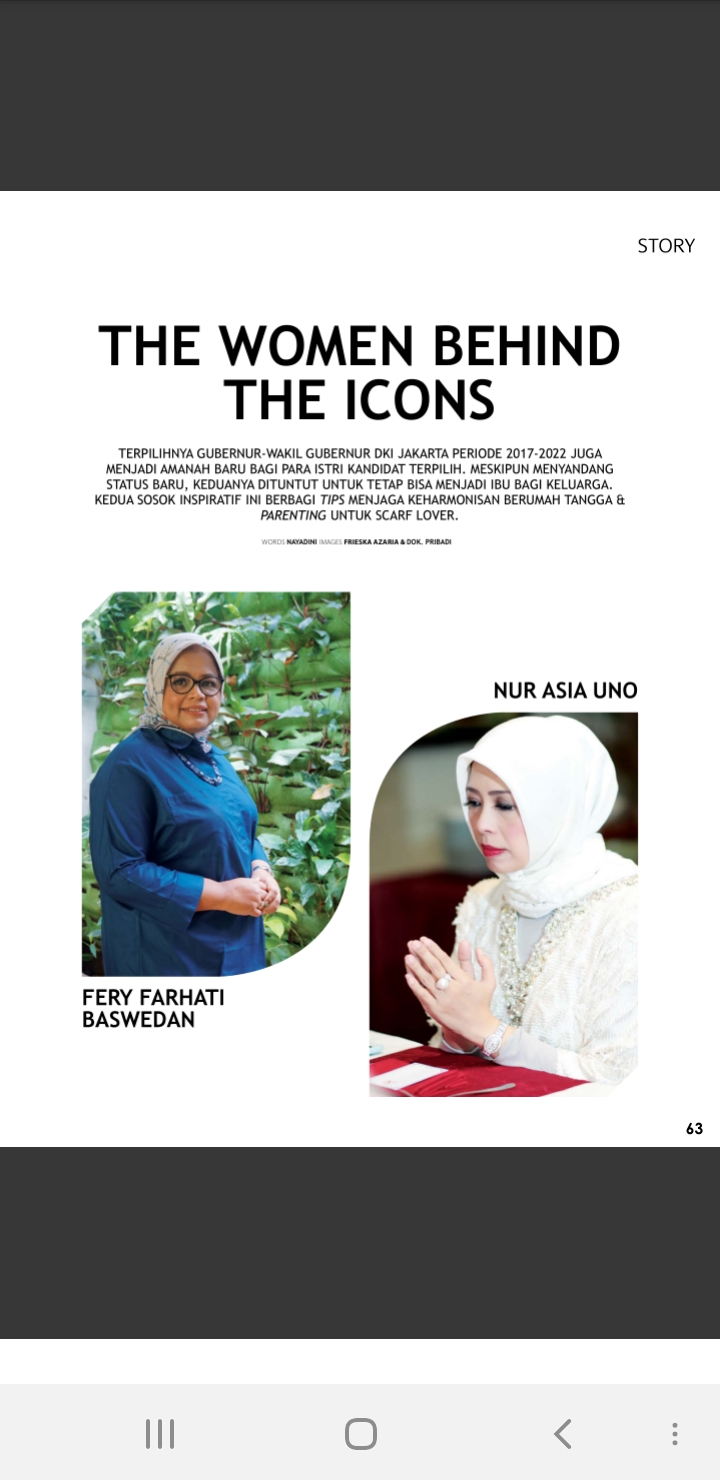 STORY
THE WOMEN BEHIND
THE ICONS
TERPILIHNYA GUBERNUR-WAKIL GUBERNUR DKI JAKARTA PERIODE 2017-2022 JUGA
MENJADI AMANAH BARU BAGI PARA ISTRI KANDIDAT TERPILIH. MESKIPUN MENYANDANG
STATUS BARU, KEDUANYA DITUNTUT UNTUK TETAP BISA MENJADI IBU BAGI KELUARGA.
KEDUA SOSOK INSPIRATIF INI BERBAGI TIPS MENJAGA KEHARMONISAN BERUMAH TANGGA &
PARENTING UNTUK SCARF LOVER.
WORDS NAYADINI IMAGES FRIESKA AZARIA & DOK. PRIBADI
NUR ASIA UNO
FERY FARHATI
BASWEDAN
63